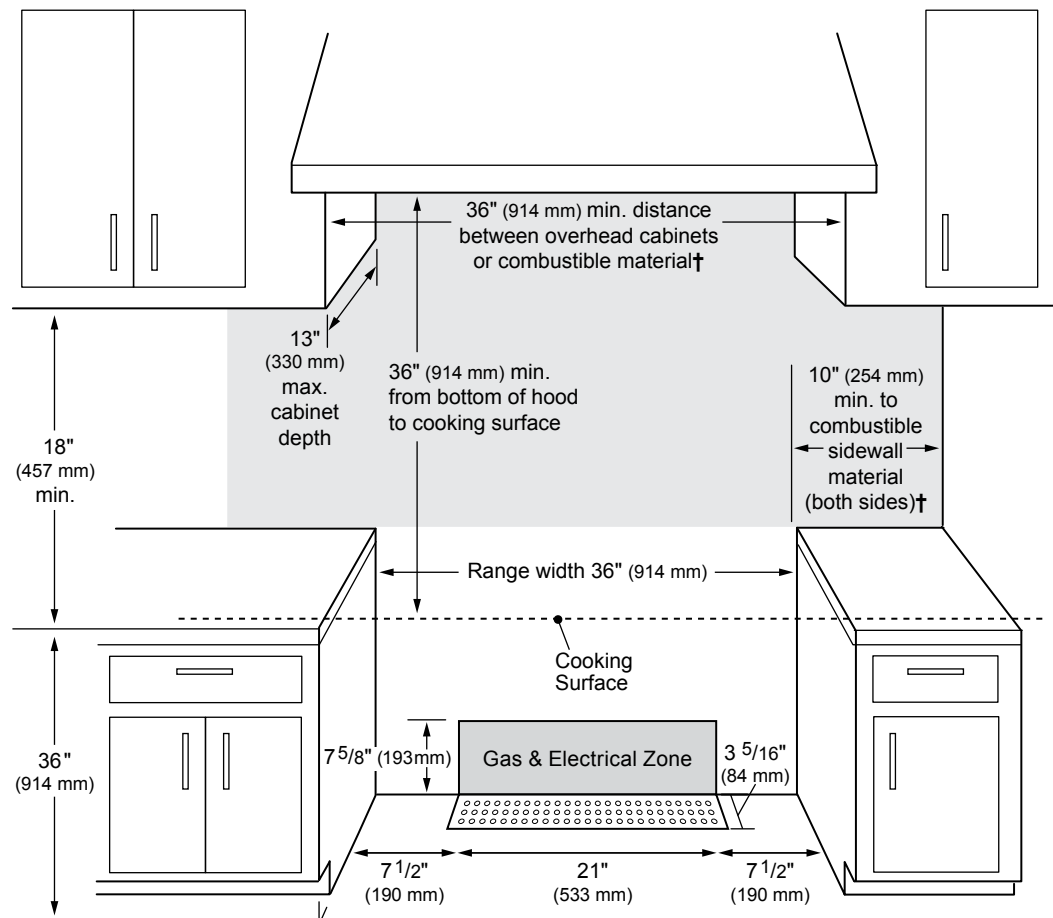 36" (914 mm) min. distance
between overhead cabinets
or combustible material†
13"
(330 mm)
max.
cabinet
depth
36" (914 mm) min.
from bottom of hood
to cooking surface
10" (254 mm)
min. to
combustible
sidewall
material
(both sides)†
18"
(457 mm)
min.
Range width 36" (914 mm)
Cooking
Surface
36"
(914 mm)
7 5/8" (193mm)
Gas & Electrical Zone
3 5/16"
(84 mm)
7 1/2"
(190 mm)
21"
(533 mm)
7 1/2"
(190 mm)